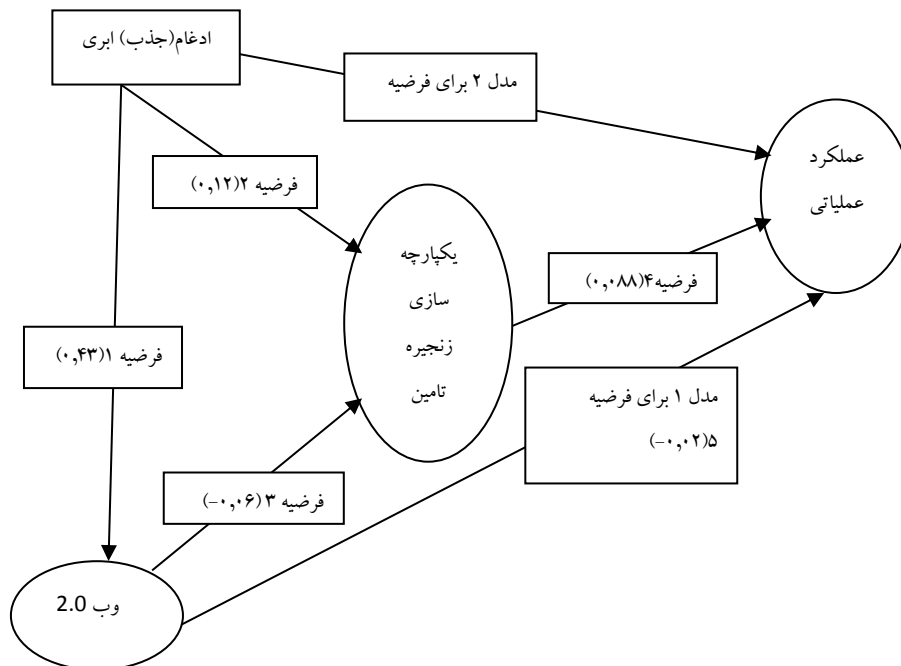 ادغام(جذب) ابری
مدل ۲ برای فرضیه
عملکرد
عملیاتی
فرضیه ۲(۰,۱۲)
یکپارچه
سازی
زنجیره
تامین
فرضیه۴(۰,۰۸۸)
فرضیه ۱(۰,۴۳)
مدل ۱ برای فرضیه
۵(۰,۰۲-)
فرضیه ۳ (۰,۰۶-)
وب 2.0